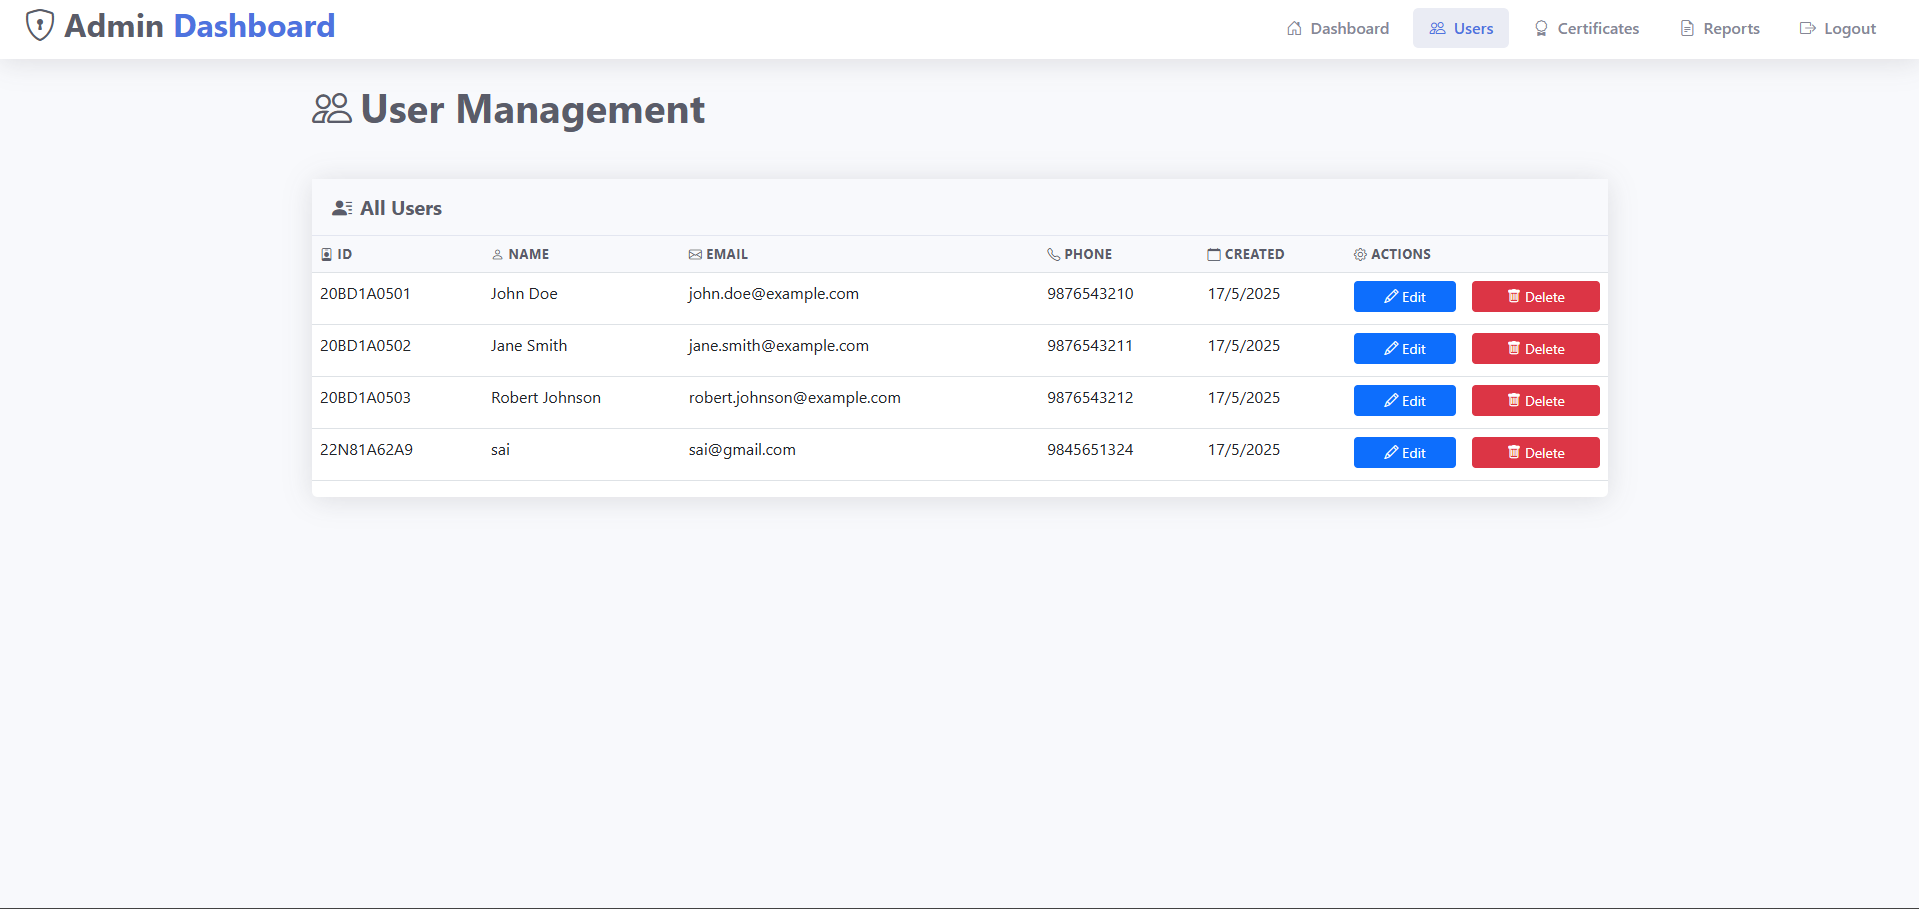 Admin Dashboard
Dashboard Users Certificates Reports Logout
User Management
All Users
ID NAME EMAIL PHONE CREATED ACTIONS
20BD1A0501 John Doe john.doe@example.com 9876543210 17/5/2025 Edit Delete
20BD1A0502 Jane Smith jane.smith@example.com 9876543211 17/5/2025 Edit Delete
20BD1A0503 Robert Johnson robert.johnson@example.com 9876543212 17/5/2025 Edit Delete
22N81A62A9 sai sai@gmail.com 9845651324 17/5/2025 Edit Delete